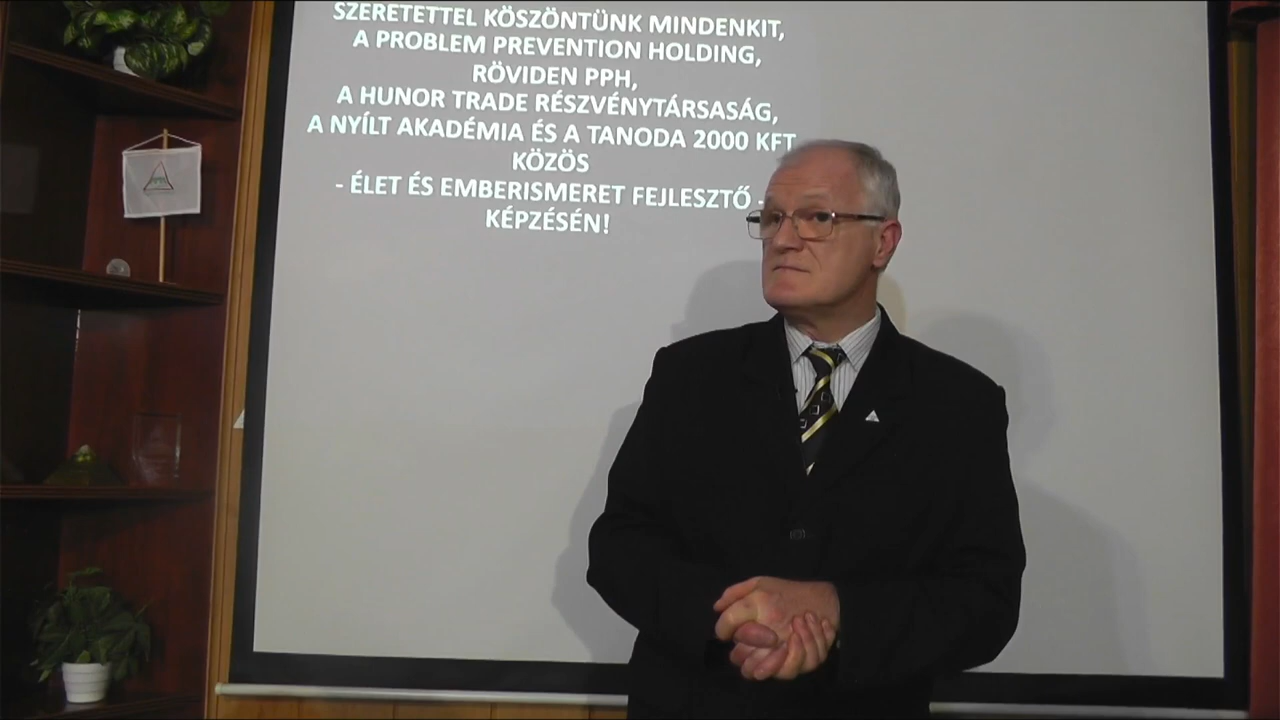 SZERETETTEL KÖSZÖNTÜNK MINDENKIT,
A PROBLEM PREVENTION HOLDING,
RÖVIDEN PPH,
A HUNOR TRADE RÉSZVÉNYTÁRSASÁG,
A NYÍLT AKADÉMIA ÉS A TANODA 2000 KFT
KÖZÖS
- ÉLET ÉS EMBERISMERET FEJLESZTŐ -
KÉPZÉSÉN!